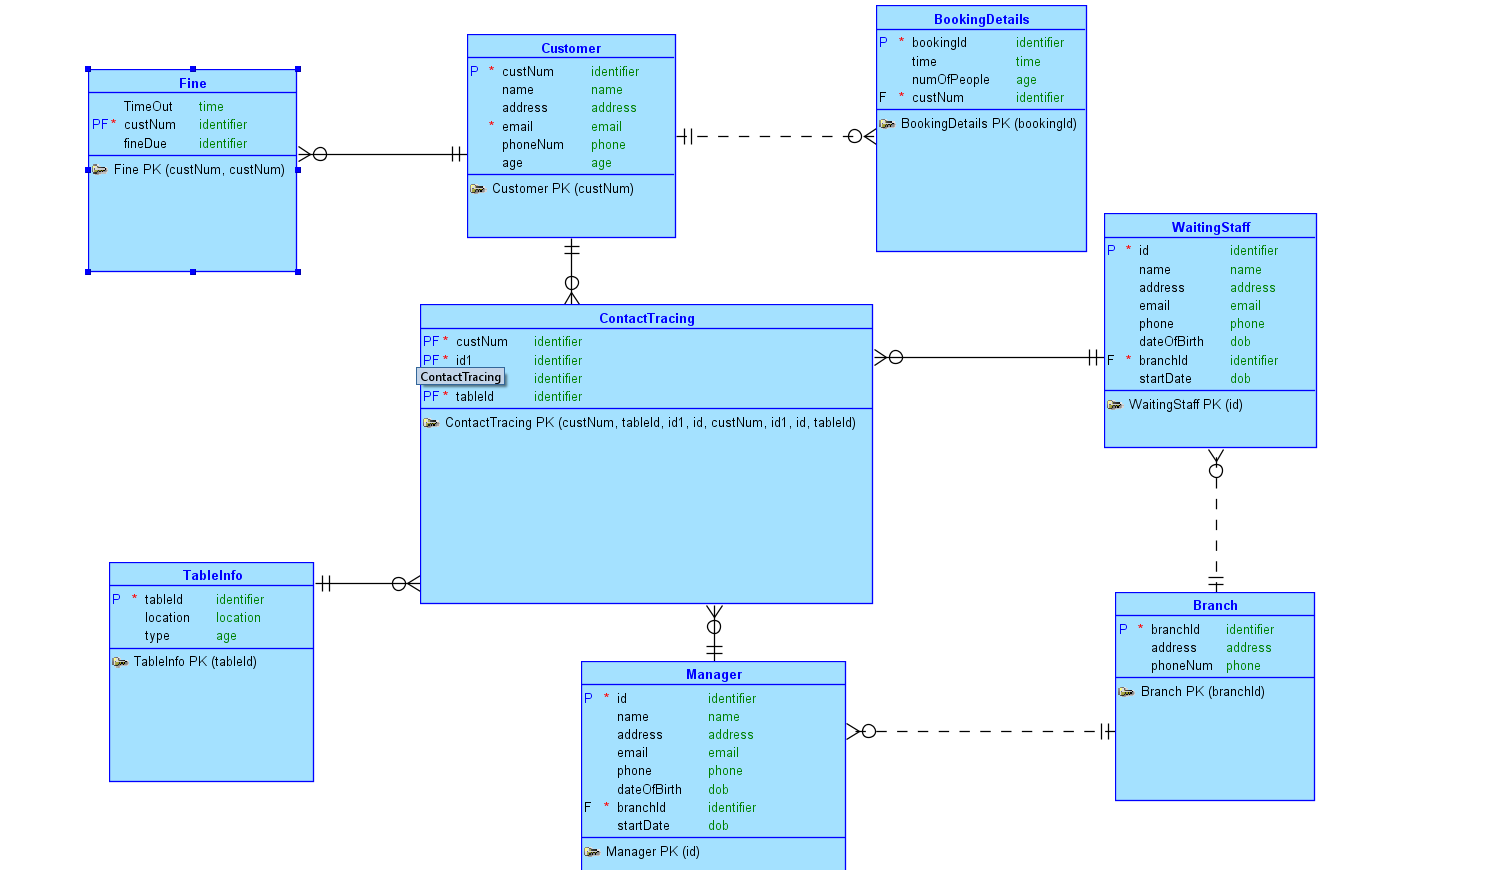 Fine
TimeOut time
PF * custNum identifier
fineDue identifier
Fine PK (custNum, custNum)
Customer
P * custNum identifier
name name
address address
* email email
phoneNum phone
age age
Customer PK (custNum)
BookingDetails
P * bookingId identifier
time time
numOfPeople age
F * custNum identifier
BookingDetails PK (bookingId)
WaitingStaff
P * id identifier
name name
address address
email email
phone phone
dateOfBirth dob
F * branchId identifier
startDate dob
WaitingStaff PK (id)
ContactTracing
PF * custNum identifier
PF * id1 identifier
ContactTracing identifier
PF * tableId identifier
ContactTracing PK (custNum, tableId, id1, id, custNum, id1, id, tableId)
TableInfo
P * tableId identifier
location location
type age
TableInfo PK (tableId)
Manager
P * id identifier
name name
address address
email email
phone phone
dateOfBirth dob
F * branchId identifier
startDate dob
Manager PK (id)
Branch
P * branchId identifier
address address
phoneNum phone
Branch PK (branchId)